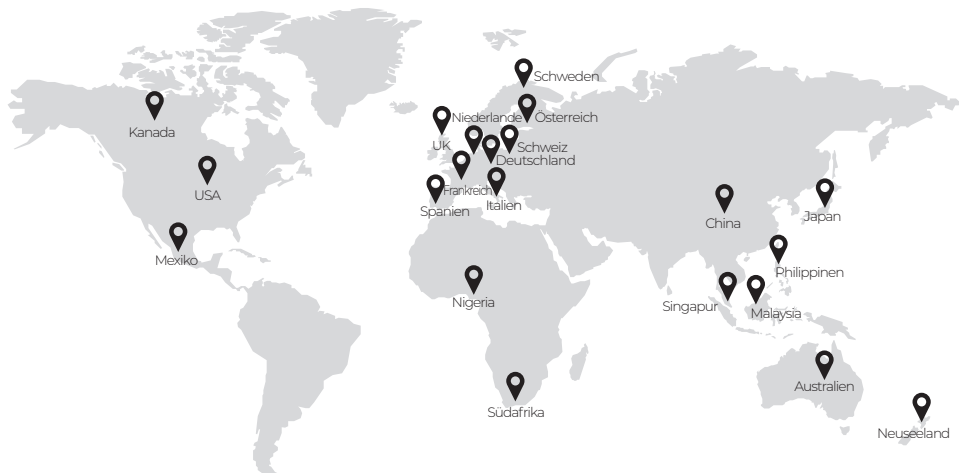 Schweden
Niederlande
Österreich
Kanada
UK
Schweiz
Deutschland
USA
Frankreich
Italien
Spanien
China
Japan
Mexiko
Philippinen
Nigeria
Singapur
Malaysia
Australien
Südafrika
Neuseeland